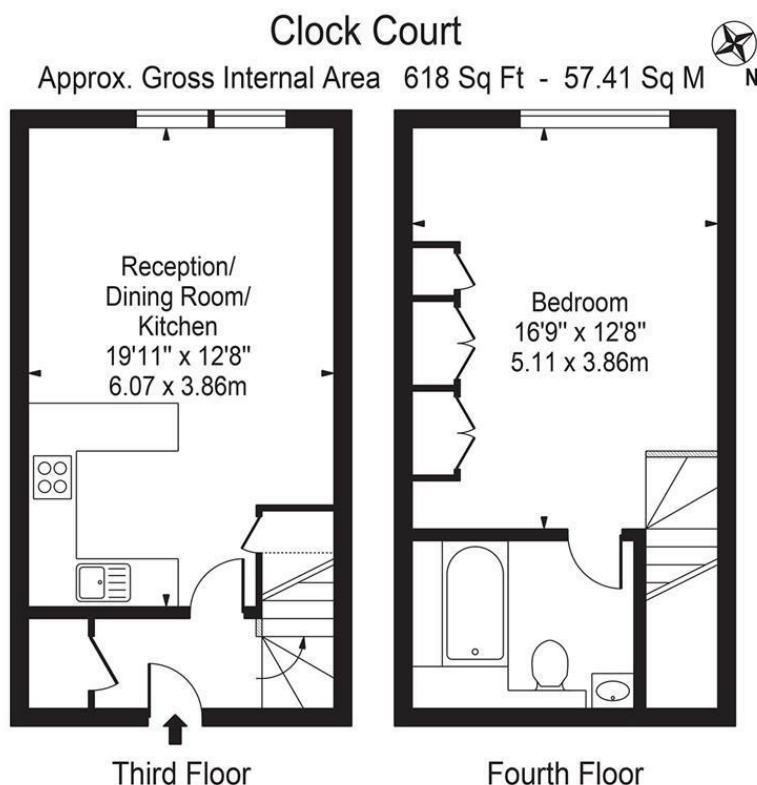 Clock Court
Approx. Gross Internal Area 618 Sq Ft - 57.41 Sq M
N
Reception/
Dining Room/
Kitchen
19'11" x 12'8"
6.07 x 3.86m
Bedroom
16'9" x 12'8"
5.11 x 3.86m
Third Floor
Fourth Floor